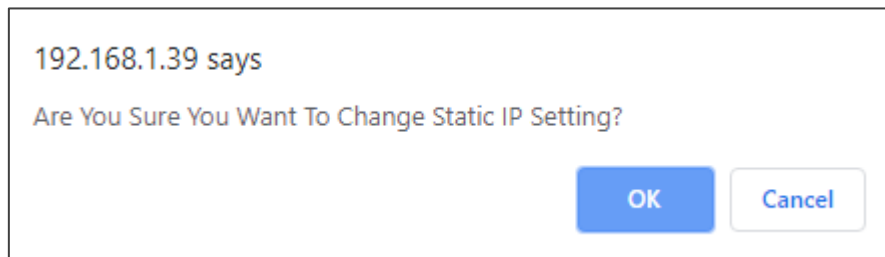 192.168.1.39 says
Are You Sure You Want To Change Static IP Setting?
OK
Cancel